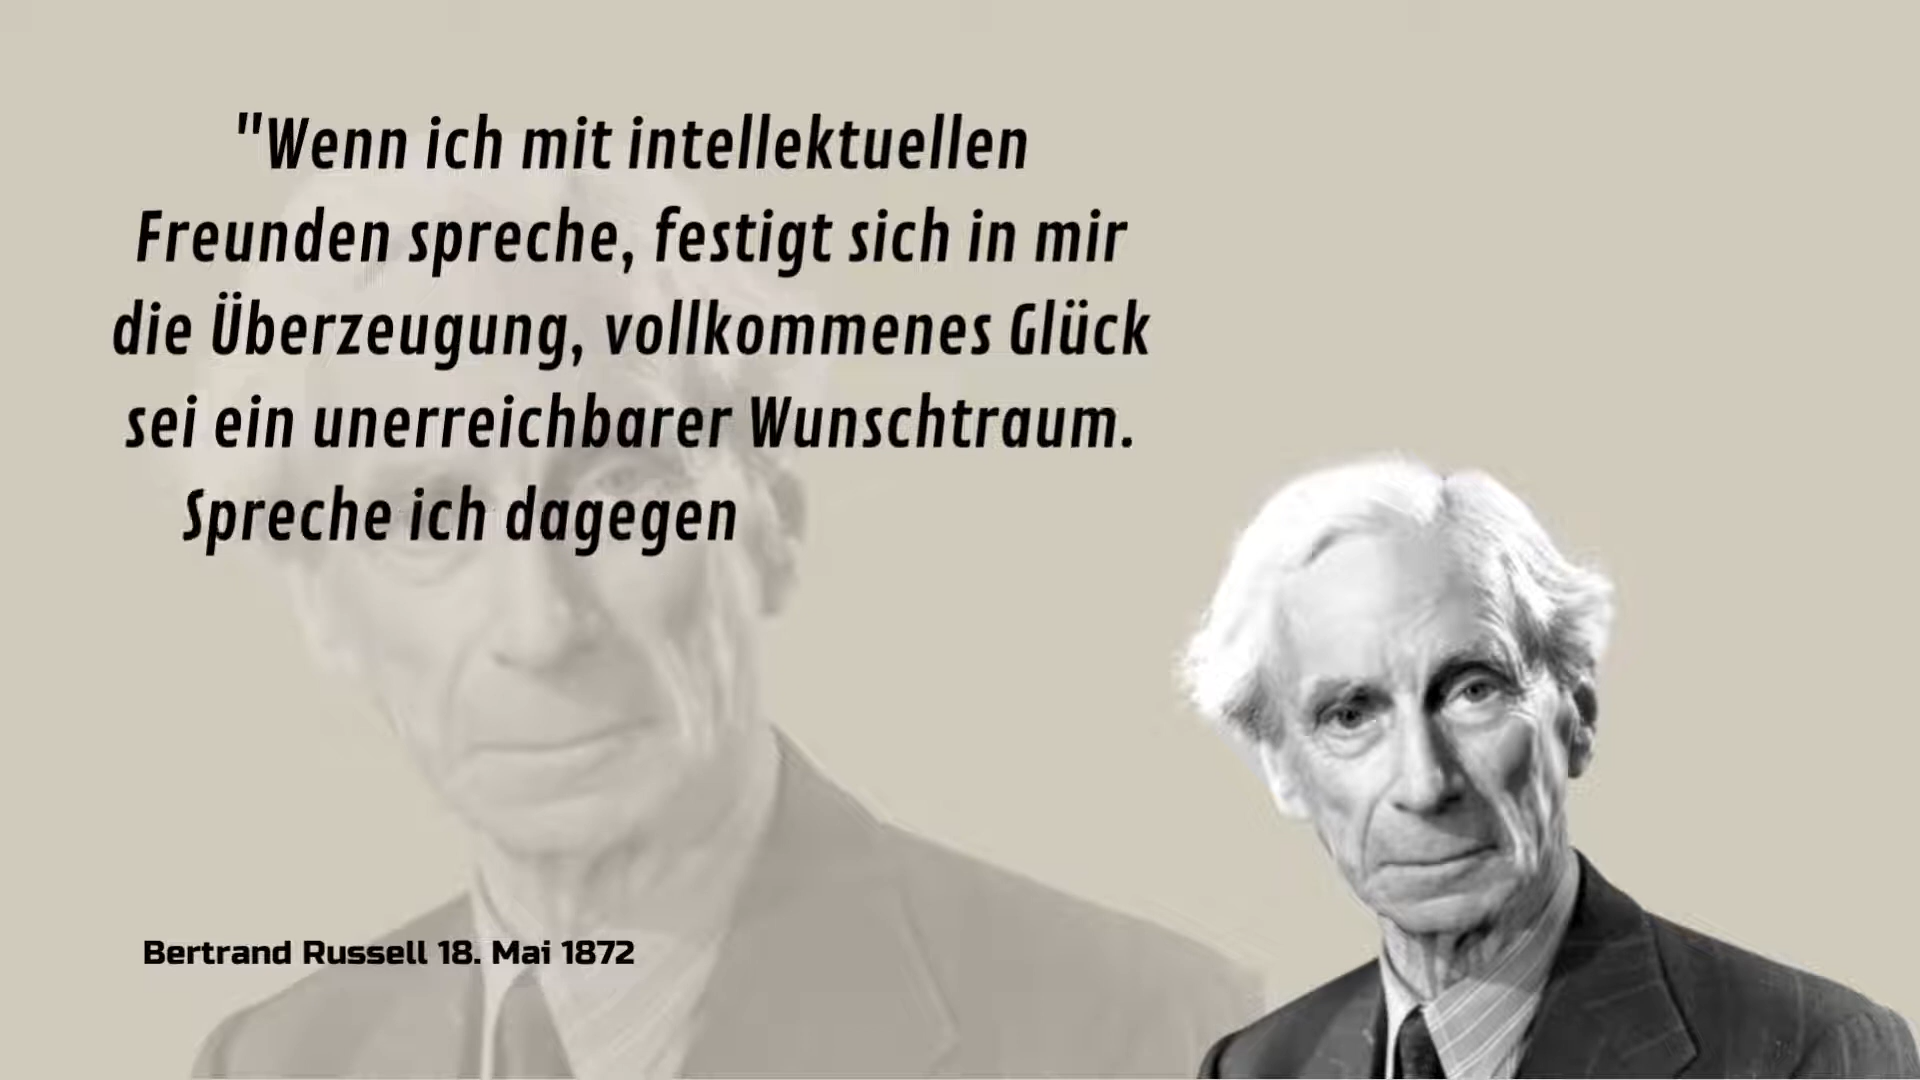 "Wenn ich mit intellektuellen
Freunden spreche, festigt sich in mir
die Überzeugung, vollkommenes Glück
sei ein unerreichbarer Wunschtraum.
Spreche ich dagegen
Bertrand Russell 18. Mai 1872